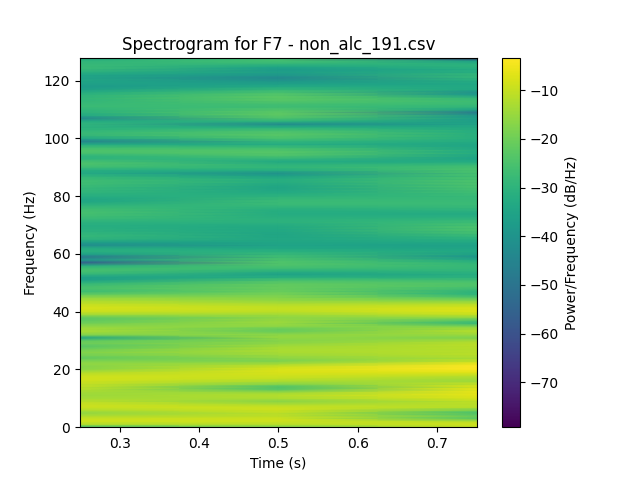 Spectrogram for F7 - non_alc_191.csv
Frequency (Hz)
120
100
80
60
40
20
0
0.3 0.4 0.5 0.6 0.7
Time (s)
−10
−20
−30
−40
−50
−60
−70
Power/Frequency (dB/Hz)